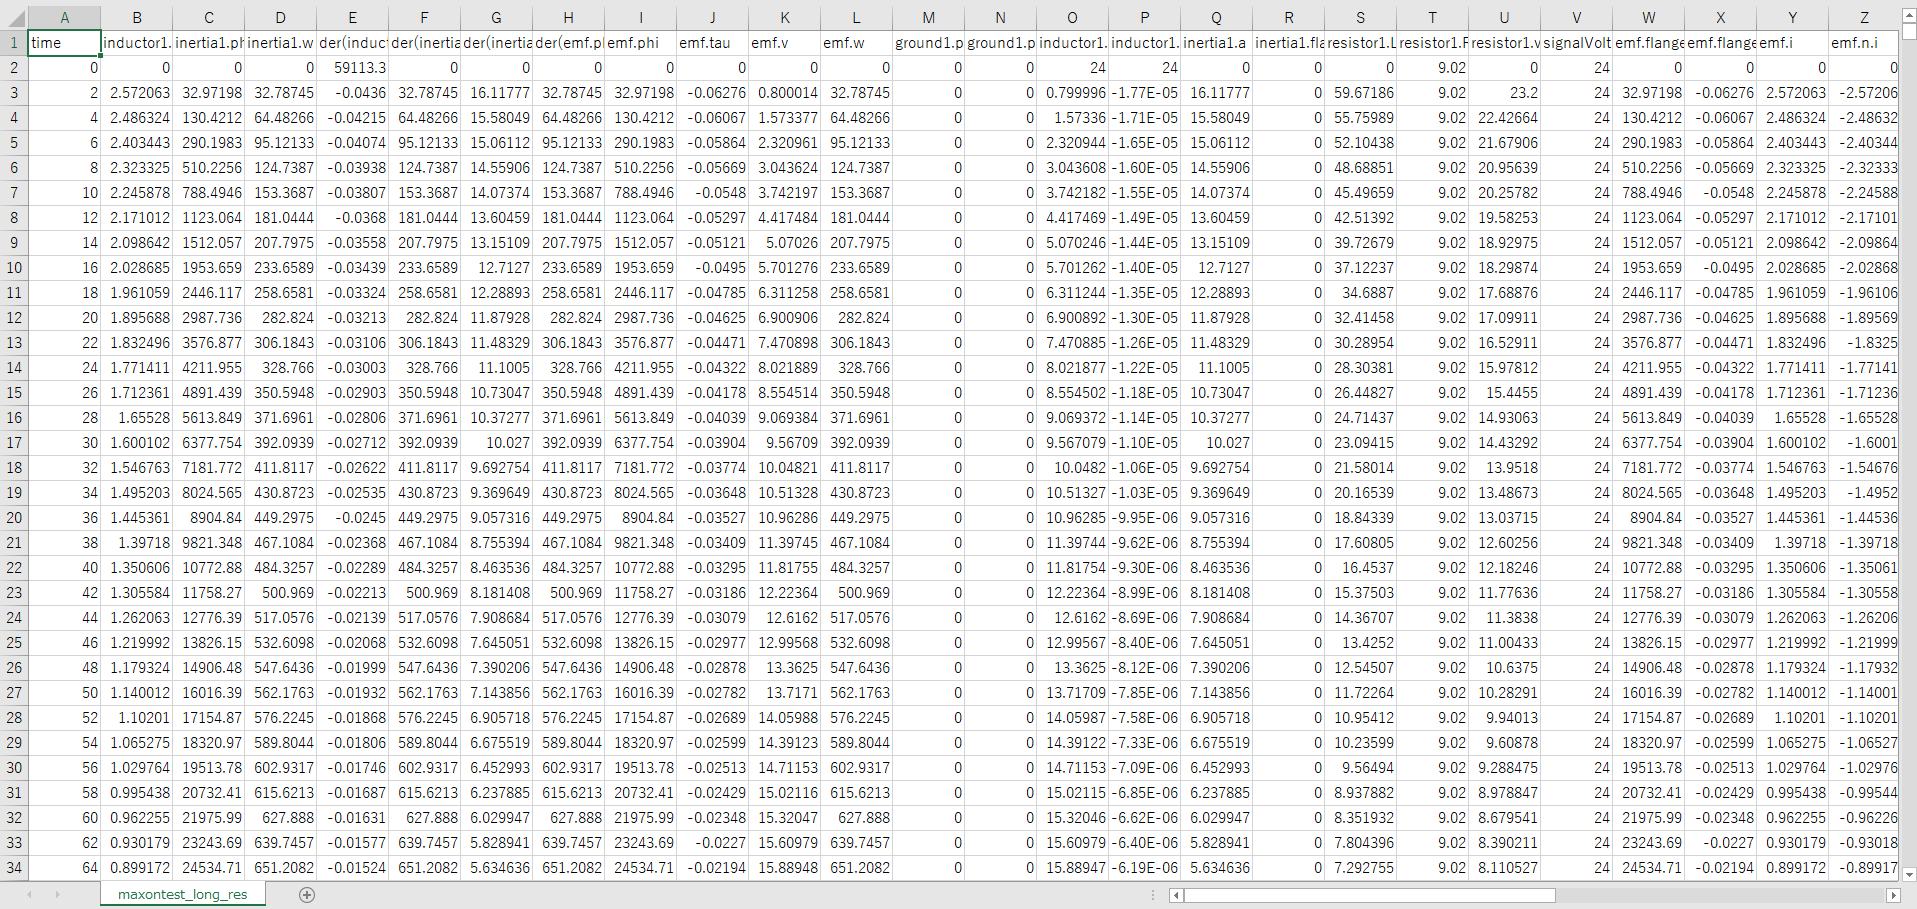 A B C D E F G H I J K L M N O P Q R S T U V W X Y Z
1 time inductor1. inertia1.ph inertia1.w der(induct der(inertia der(inertia der(emf.pl emf.phi emf.tau emf.v emf.w ground1.p ground1.p inductor1. inductor1. inertia1.a inertia1.fla resistor1.L resistor1.F resistor1.v signalVolt emf.flange emf.flange emf.i emf.n.i
2 0 0 0 0 59113.3 0 0 0 0 0 0 0 0 0 24 24 0 0 0 9.02 0 24 0 0 0 0
3 2 2.572063 32.97198 32.78745 -0.0436 32.78745 16.11777 32.78745 32.97198 -0.06276 0.800014 32.78745 0 0 0.799996 -1.77E-05 16.11777 0 59.67186 9.02 23.2 24 32.97198 -0.06276 2.572063 -2.57206
4 4 2.486324 130.4212 64.48266 -0.04215 64.48266 15.58049 64.48266 130.4212 -0.06067 1.573377 64.48266 0 0 1.57336 -1.71E-05 15.58049 0 55.75989 9.02 22.42664 24 130.4212 -0.06067 2.486324 -2.48632
5 6 2.403443 290.1983 95.12133 -0.04074 95.12133 15.06112 95.12133 290.1983 -0.05864 2.320961 95.12133 0 0 2.320944 -1.65E-05 15.06112 0 52.10438 9.02 21.67906 24 290.1983 -0.05864 2.403443 -2.40344
6 8 2.323325 510.2256 124.7387 -0.03938 124.7387 14.55906 124.7387 510.2256 -0.05669 3.043624 124.7387 0 0 3.043608 -1.60E-05 14.55906 0 48.68851 9.02 20.95639 24 510.2256 -0.05669 2.323325 -2.32333
7 10 2.245878 788.4946 153.3687 -0.03807 153.3687 14.07374 153.3687 788.4946 -0.0548 3.742197 153.3687 0 0 3.742182 -1.55E-05 14.07374 0 45.49659 9.02 20.25782 24 788.4946 -0.0548 2.245878 -2.24588
8 12 2.171012 1123.064 181.0444 -0.0368 181.0444 13.60459 181.0444 1123.064 -0.05297 4.417484 181.0444 0 0 4.417469 -1.49E-05 13.60459 0 42.51392 9.02 19.58253 24 1123.064 -0.05297 2.171012 -2.17101
9 14 2.098642 1512.057 207.7975 -0.03558 207.7975 13.15109 207.7975 1512.057 -0.05121 5.07026 207.7975 0 0 5.070246 -1.44E-05 13.15109 0 39.72679 9.02 18.92975 24 1512.057 -0.05121 2.098642 -2.09864
10 16 2.028685 1953.659 233.6589 -0.03439 233.6589 12.7127 233.6589 1953.659 -0.0495 5.701276 233.6589 0 0 5.701262 -1.40E-05 12.7127 0 37.12237 9.02 18.29874 24 1953.659 -0.0495 2.028685 -2.02868
11 18 1.961059 2446.117 258.6581 -0.03324 258.6581 12.28893 258.6581 2446.117 -0.04785 6.311258 258.6581 0 0 6.311244 -1.35E-05 12.28893 0 34.6887 9.02 17.68876 24 2446.117 -0.04785 1.961059 -1.96106
12 20 1.895688 2987.736 282.824 -0.03213 282.824 11.87928 282.824 2987.736 -0.04625 6.900906 282.824 0 0 6.900892 -1.30E-05 11.87928 0 32.41458 9.02 17.09911 24 2987.736 -0.04625 1.895688 -1.89569
13 22 1.832496 3576.877 306.1843 -0.03106 306.1843 11.48329 306.1843 3576.877 -0.04471 7.470898 306.1843 0 0 7.470885 -1.26E-05 11.48329 0 30.28954 9.02 16.52911 24 3576.877 -0.04471 1.832496 -1.8325
14 24 1.771411 4211.955 328.766 -0.03003 328.766 11.1005 328.766 4211.955 -0.04322 8.021889 328.766 0 0 8.021877 -1.22E-05 11.1005 0 28.30381 9.02 15.97812 24 4211.955 -0.04322 1.771411 -1.77141
15 26 1.712361 4891.439 350.5948 -0.02903 350.5948 10.73047 350.5948 4891.439 -0.04178 8.554514 350.5948 0 0 8.554502 -1.18E-05 10.73047 0 26.44827 9.02 15.4455 24 4891.439 -0.04178 1.712361 -1.71236
16 28 1.65528 5613.849 371.6961 -0.02806 371.6961 10.37277 371.6961 5613.849 -0.04039 9.069384 371.6961 0 0 9.069372 -1.14E-05 10.37277 0 24.71437 9.02 14.93063 24 5613.849 -0.04039 1.65528 -1.65528
17 30 1.600102 6377.754 392.0939 -0.02712 392.0939 10.027 392.0939 6377.754 -0.03904 9.56709 392.0939 0 0 9.567079 -1.10E-05 10.027 0 23.09415 9.02 14.43292 24 6377.754 -0.03904 1.600102 -1.6001
18 32 1.546763 7181.772 411.8117 -0.02622 411.8117 9.692754 411.8117 7181.772 -0.03774 10.04821 411.8117 0 0 10.0482 -1.06E-05 9.692754 0 21.58014 9.02 13.9518 24 7181.772 -0.03774 1.546763 -1.54676
19 34 1.495203 8024.565 430.8723 -0.02535 430.8723 9.369649 430.8723 8024.565 -0.03648 10.51328 430.8723 0 0 10.51327 -1.03E-05 9.369649 0 20.16539 9.02 13.48673 24 8024.565 -0.03648 1.495203 -1.4952
20 36 1.445361 8904.84 449.2975 -0.0245 449.2975 9.057316 449.2975 8904.84 -0.03527 10.96286 449.2975 0 0 10.96285 -9.95E-06 9.057316 0 18.84339 9.02 13.03715 24 8904.84 -0.03527 1.445361 -1.44536
21 38 1.39718 9821.348 467.1084 -0.02368 467.1084 8.755394 467.1084 9821.348 -0.03409 11.39745 467.1084 0 0 11.39744 -9.62E-06 8.755394 0 17.60805 9.02 12.60256 24 9821.348 -0.03409 1.39718 -1.39718
22 40 1.350606 10772.88 484.3257 -0.02289 484.3257 8.463536 484.3257 10772.88 -0.03295 11.81755 484.3257 0 0 11.81754 -9.30E-06 8.463536 0 16.4537 9.02 12.18246 24 10772.88 -0.03295 1.350606 -1.35061
23 42 1.305584 11758.27 500.969 -0.02213 500.969 8.181408 500.969 11758.27 -0.03186 12.22364 500.969 0 0 12.22364 -8.99E-06 8.181408 0 15.37503 9.02 11.77636 24 11758.27 -0.03186 1.305584 -1.30558
24 44 1.262063 12776.39 517.0576 -0.02139 517.0576 7.908684 517.0576 12776.39 -0.03079 12.6162 517.0576 0 0 12.6162 -8.69E-06 7.908684 0 14.36707 9.02 11.3838 24 12776.39 -0.03079 1.262063 -1.26206
25 46 1.219992 13826.15 532.6098 -0.02068 532.6098 7.645051 532.6098 13826.15 -0.02977 12.99568 532.6098 0 0 12.99567 -8.40E-06 7.645051 0 13.4252 9.02 11.00433 24 13826.15 -0.02977 1.219992 -1.21999
26 48 1.179324 14906.48 547.6436 -0.01999 547.6436 7.390206 547.6436 14906.48 -0.02878 13.3625 547.6436 0 0 13.3625 -8.12E-06 7.390206 0 12.54507 9.02 10.6375 24 14906.48 -0.02878 1.179324 -1.17932
27 50 1.140012 16016.39 562.1763 -0.01932 562.1763 7.143856 562.1763 16016.39 -0.02782 13.7171 562.1763 0 0 13.71709 -7.85E-06 7.143856 0 11.72264 9.02 10.28291 24 16016.39 -0.02782 1.140012 -1.14001
28 52 1.10201 17154.87 576.2245 -0.01868 576.2245 6.905718 576.2245 17154.87 -0.02689 14.05988 576.2245 0 0 14.05987 -7.58E-06 6.905718 0 10.95412 9.02 9.94013 24 17154.87 -0.02689 1.10201 -1.10201
29 54 1.065275 18320.97 589.8044 -0.01806 589.8044 6.675519 589.8044 18320.97 -0.02599 14.39123 589.8044 0 0 14.39122 -7.33E-06 6.675519 0 10.23599 9.02 9.60878 24 18320.97 -0.02599 1.065275 -1.06527
30 56 1.029764 19513.78 602.9317 -0.01746 602.9317 6.452993 602.9317 19513.78 -0.02513 14.71153 602.9317 0 0 14.71153 -7.09E-06 6.452993 0 9.56494 9.02 9.288475 24 19513.78 -0.02513 1.029764 -1.02976
31 58 0.995438 20732.41 615.6213 -0.01687 615.6213 6.237885 615.6213 20732.41 -0.02429 15.02116 615.6213 0 0 15.02115 -6.85E-06 6.237885 0 8.937882 9.02 8.978847 24 20732.41 -0.02429 0.995438 -0.99544
32 60 0.962255 21975.99 627.888 -0.01631 627.888 6.029947 627.888 21975.99 -0.02348 15.32047 627.888 0 0 15.32046 -6.62E-06 6.029947 0 8.351932 9.02 8.679541 24 21975.99 -0.02348 0.962255 -0.96226
33 62 0.930179 23243.69 639.7457 -0.01577 639.7457 5.828941 639.7457 23243.69 -0.0227 15.60979 639.7457 0 0 15.60979 -6.40E-06 5.828941 0 7.804396 9.02 8.390211 24 23243.69 -0.0227 0.930179 -0.93018
34 64 0.899172 24534.71 651.2082 -0.01524 651.2082 5.634636 651.2082 24534.71 -0.02194 15.88948 651.2082 0 0 15.88947 -6.19E-06 5.634636 0 7.292755 9.02 8.110527 24 24534.71 -0.02194 0.899172 -0.89917
maxontest_long_res